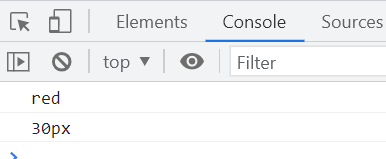 Elements Console Sources
top ▼ Filter
red
30px